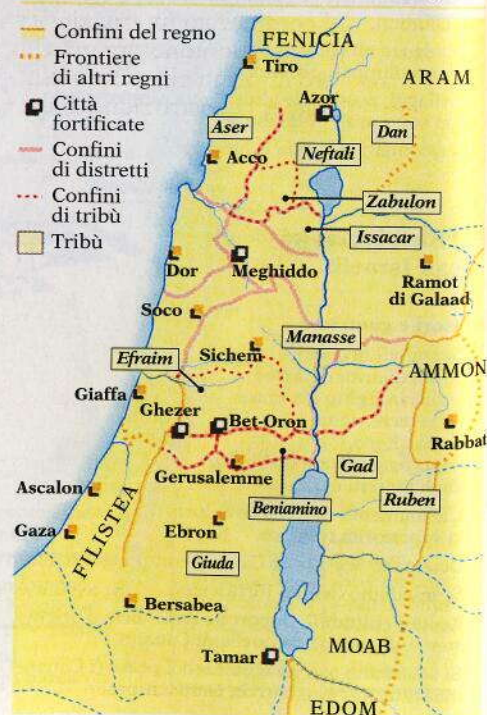 Confini del regno
Frontiere
di altri regni
Città
fortificate
Confini
di distretti
Confini
di tribù
Tribù
FENICIA
Tiro
ARAM
Azor
Dan
Aser
Neftali
Acco
Zabulon
Issacar
Dor
Meghiddo
Ramot
di Galaad
Soco
Manasse
Sichem
Efraim
AMMON
Giaffa
Ghezer
Bet-Oron
Rabbat
Gerusalemme
Gad
Ascalon
Beniamino
Ruben
FILISTEA
Gaza
Ebron
Giuda
Bersabea
MOAB
Tamar
EDOM